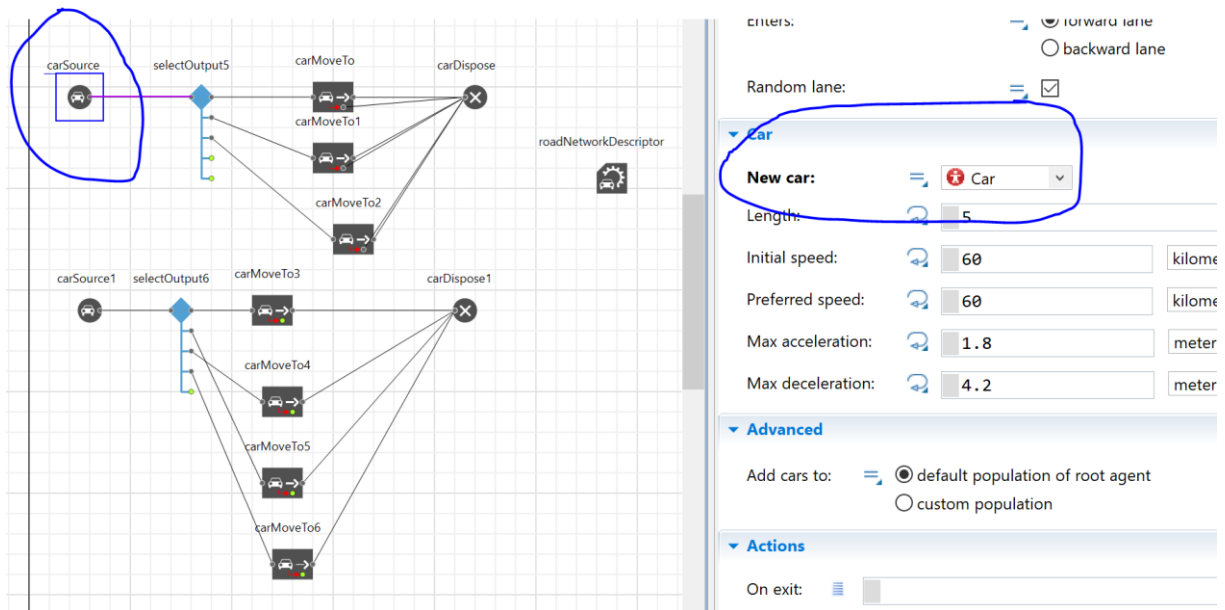 carSource
selectOutput5
carMoveTo
carDispose
carMoveTo1
roadNetworkDescriptor
carMoveTo2
carSource1
selectOutput6
carMoveTo3
carDispose1
carMoveTo4
carMoveTo5
carMoveTo6
Enters:
forward lane
backward lane
Random lane:
Car
New car:
Car
Length:
5
Initial speed:
60
kilome
Preferred speed:
60
kilome
Max acceleration:
1.8
meter
Max deceleration:
4.2
meter
Advanced
Add cars to:
default population of root agent
custom population
Actions
On exit: